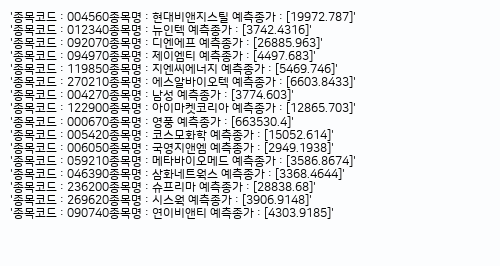 '종목코드 : 004560종목명 : 현대비앤지스틸 예측종가 : [19972.787]'
'종목코드 : 012340종목명 : 뉴인텍 예측종가 : [3742.4316]'
'종목코드 : 092070종목명 : 디엔에프 예측종가 : [26885.963]'
'종목코드 : 094970종목명 : 제이엠티 예측종가 : [4497.683]'
'종목코드 : 119850종목명 : 지엔씨에너지 예측종가 : [5469.746]'
'종목코드 : 270210종목명 : 에스알바이오텍 예측종가 : [6603.8433]'
'종목코드 : 004270종목명 : 남성 예측종가 : [3774.603]'
'종목코드 : 122900종목명 : 아이마켓코리아 예측종가 : [12865.703]'
'종목코드 : 000670종목명 : 영풍 예측종가 : [663530.4]'
'종목코드 : 005420종목명 : 코스모화학 예측종가 : [15052.614]'
'종목코드 : 006050종목명 : 국영지앤엠 예측종가 : [2949.1938]'
'종목코드 : 059210종목명 : 메타바이오메드 예측종가 : [3586.8674]'
'종목코드 : 046390종목명 : 삼화네트웍스 예측종가 : [3368.4644]'
'종목코드 : 236200종목명 : 슈프리마 예측종가 : [28838.68]'
'종목코드 : 269620종목명 : 시스웍 예측종가 : [3906.9148]'
'종목코드 : 090740종목명 : 연이비앤티 예측종가 : [4303.9185]'